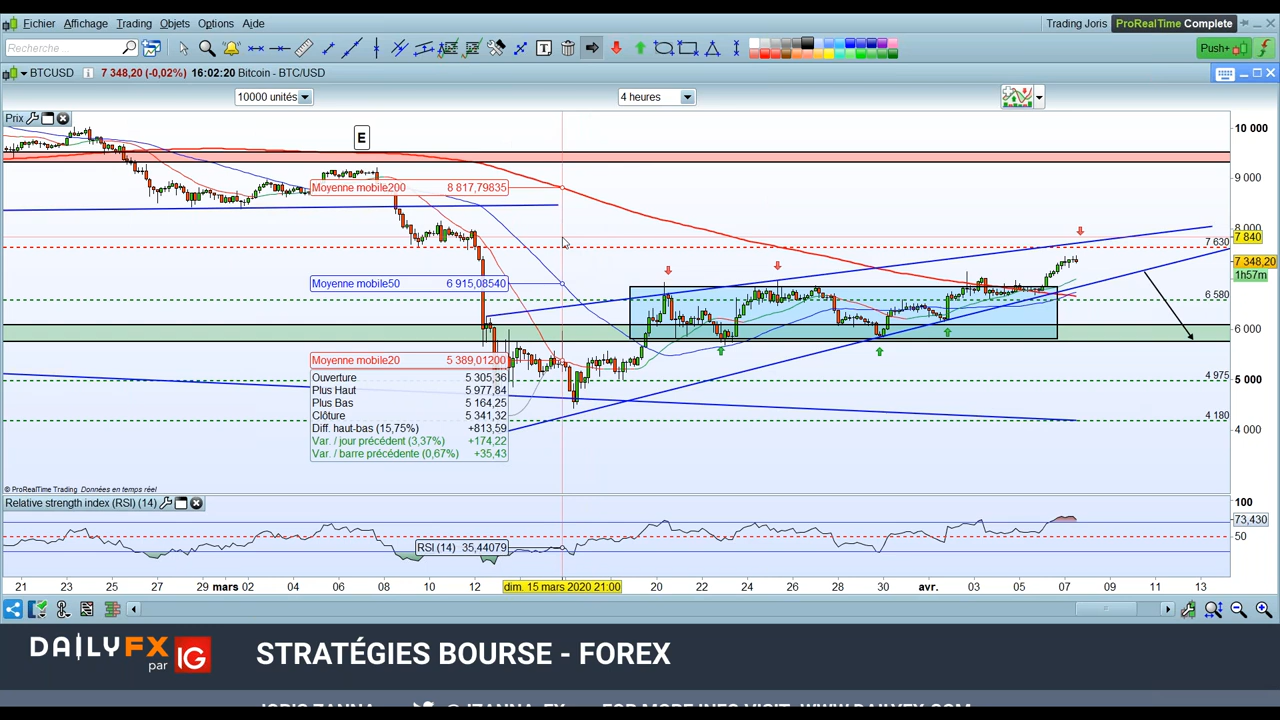 Fichier Affichage Trading Objets Options Aide
Trading Joris ProRealTime Complete
Recherche ...
T
Push+
BTCUSD i 7 348,20 (-0,02%) 16:02:20 Bitcoin - BTC/USD
10000 unités
4 heures
Prix
E
10 000
9 000
8 000
7 840
7 630
7 348,20
1h57m
6 580
6 000
5 000
4 975
4 180
4 000
Moyenne mobile200 8 817,79835
Moyenne mobile50 6 915,08540
Moyenne mobile20 5 389,01200
Ouverture 5 305,36
Plus Haut 5 977,84
Plus Bas 5 164,25
Clôture 5 341,32
Diff. haut-bas (15,75%) +813,59
Var. / jour précédent (3,37%) +174,22
Var. / barre précédente (0,67%) +35,43
© ProRealTime Trading Données en temps réel
Relative strength index (RSI) (14)
100
73,430
50
RSI (14) 35,44079
21 23 25 27 29 mars 02 04 06 08 10 12 dim. 15 mars 2020 21:00 20 22 24 26 28 30 avr. 03 05 07 09 11 13
DAILYFX
par IG
STRATÉGIES BOURSE - FOREX